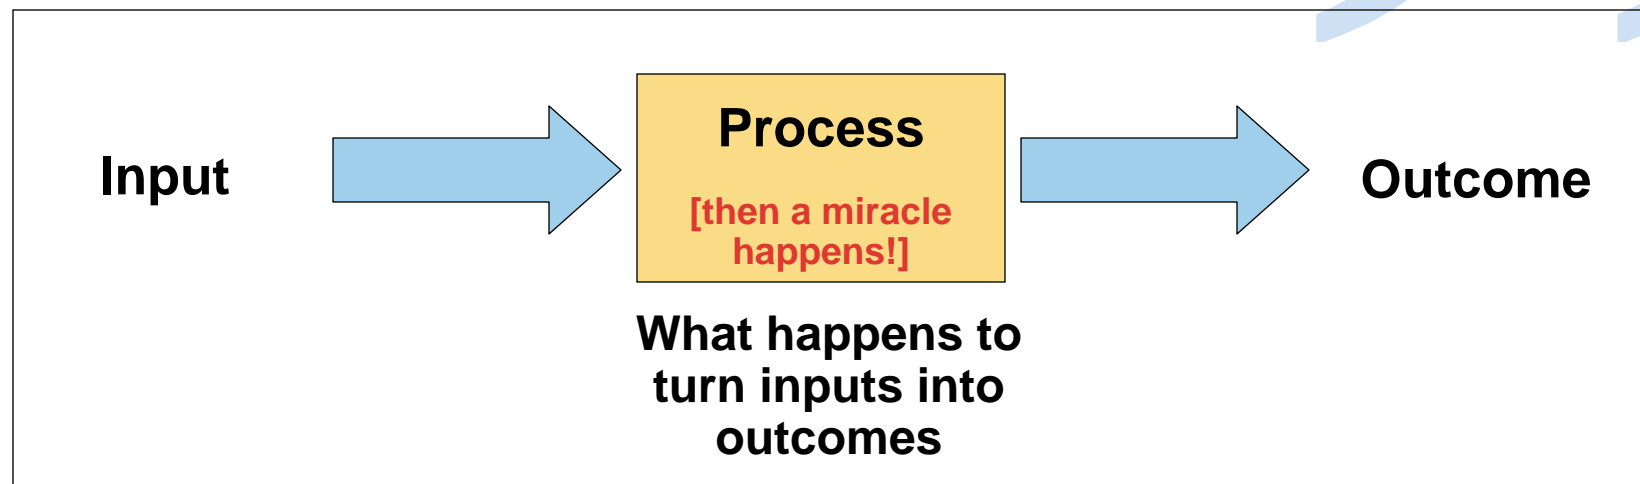 Input
Process
[then a miracle
happens!]
Outcome
What happens to
turn inputs into
outcomes